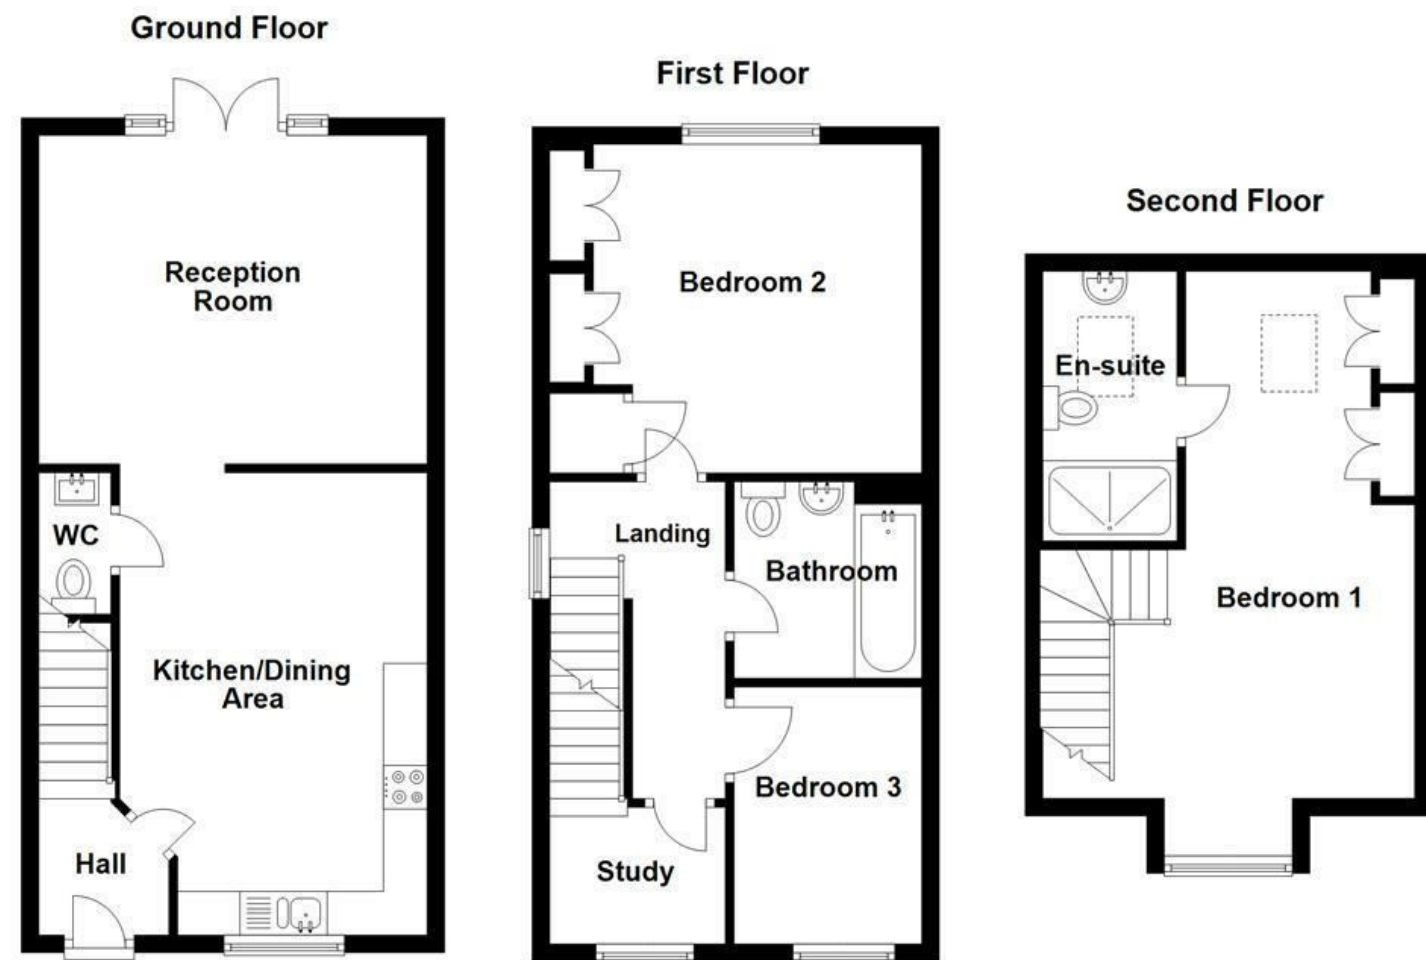 Ground Floor
Reception
Room
WC
Kitchen/Dining
Area
Hall
First Floor
Bedroom 2
Landing
Bathroom
Bedroom 3
Study
Second Floor
En-suite
Bedroom 1